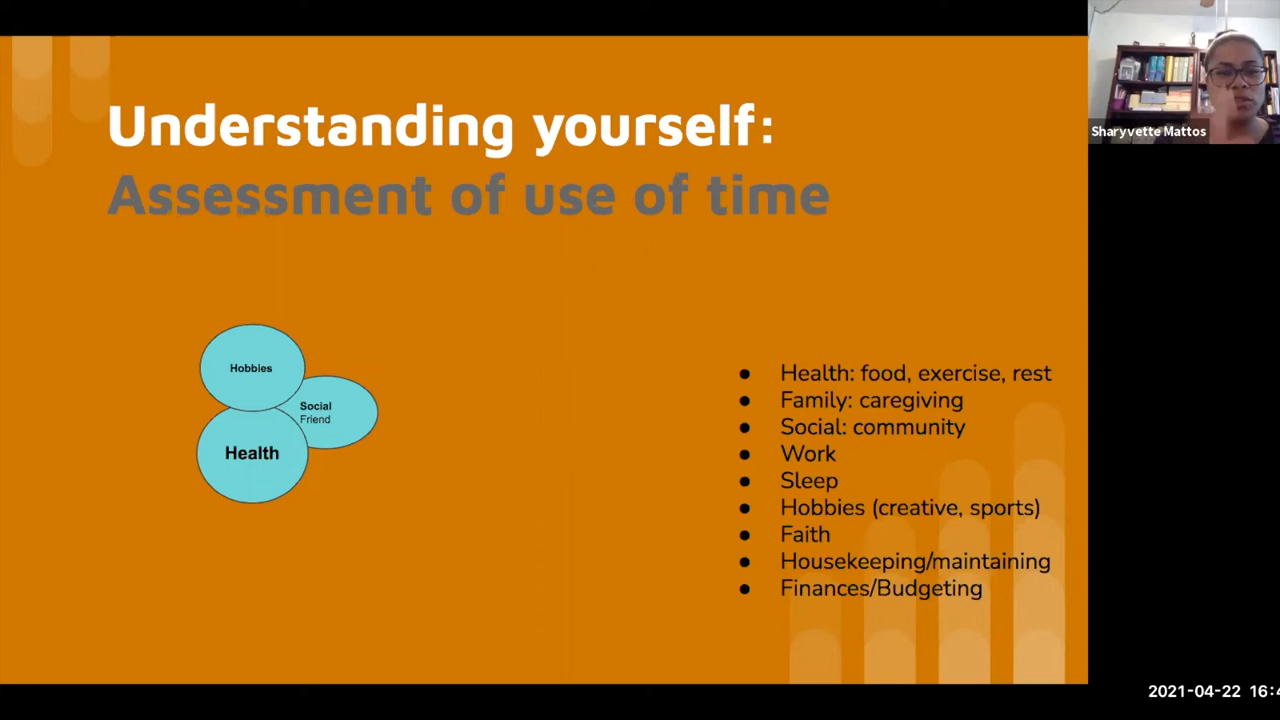 Understanding yourself:
Assessment of use of time
Sharyvette Mattos
Hobbies
Social
Friend
Health
● Health: food, exercise, rest
● Family: caregiving
● Social: community
● Work
● Sleep
● Hobbies (creative, sports)
● Faith
● Housekeeping/maintaining
● Finances/Budgeting
2021-04-22